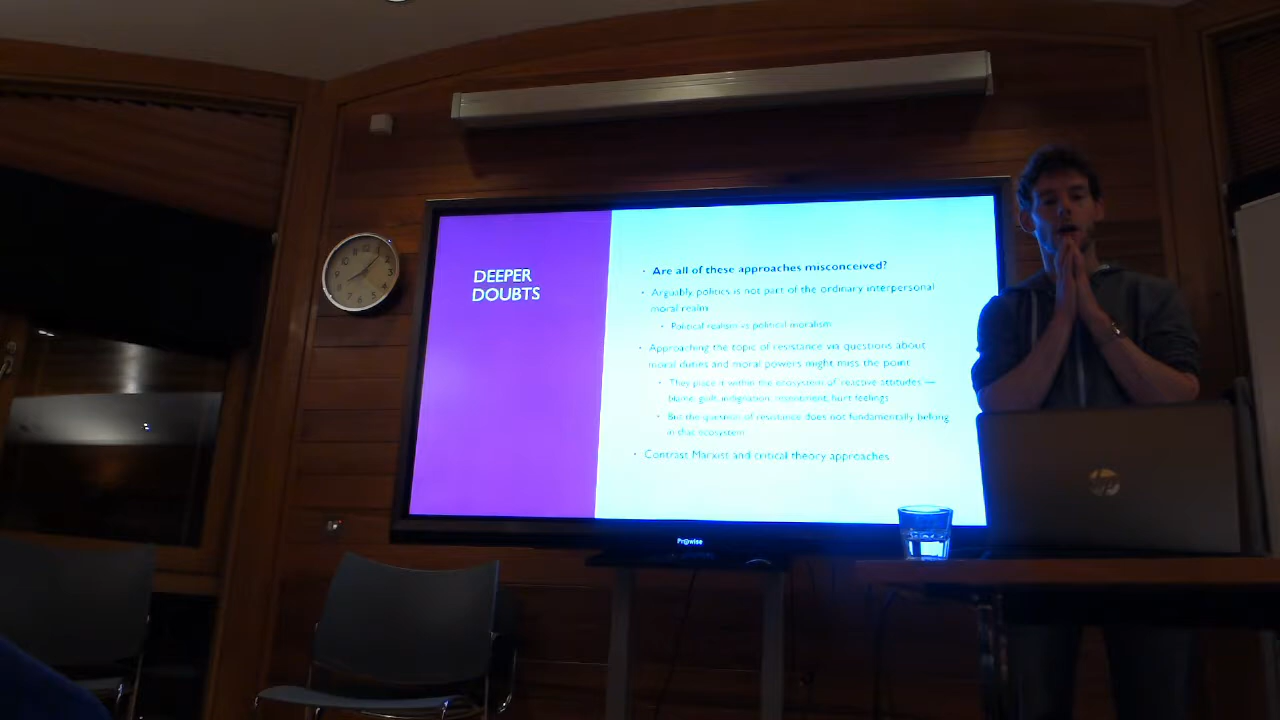 DEEPER
DOUBTS
• Are all of these approaches misconceived?
• Arguably politics is not part of the ordinary interpersonal
moral realm
• Political realism vs political moralism
• Approaching the topic of resistance via questions about
moral duties and moral powers might miss the point
• They place it within the ecosystem of reactive attitudes —
blame, guilt, indignation, resentment, hurt feelings
• But the question of resistance does not fundamentally belong
in that ecosystem
• Contrast Marxist and critical theory approaches
Prowise
hp